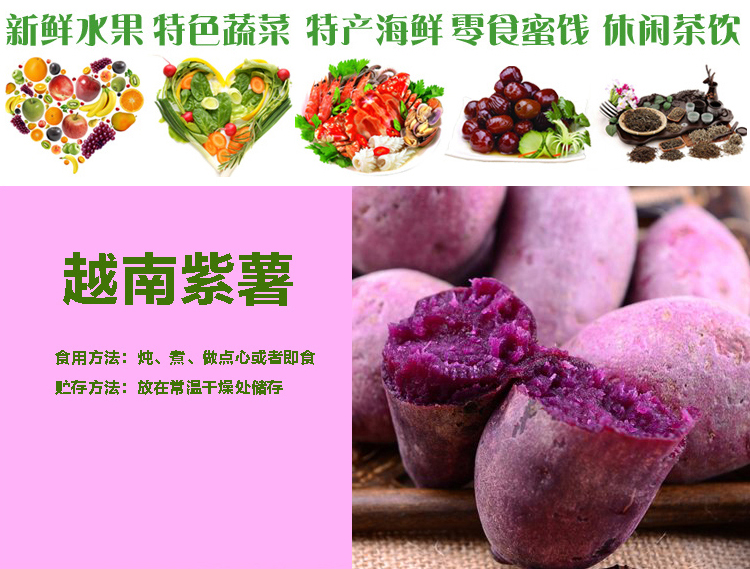 新鲜水果 特色蔬菜 特产海鲜 零食蜜饯 休闲茶饮
越南紫薯
食用方法：炖、煮、做点心或者即食
贮存方法：放在常温干燥处储存